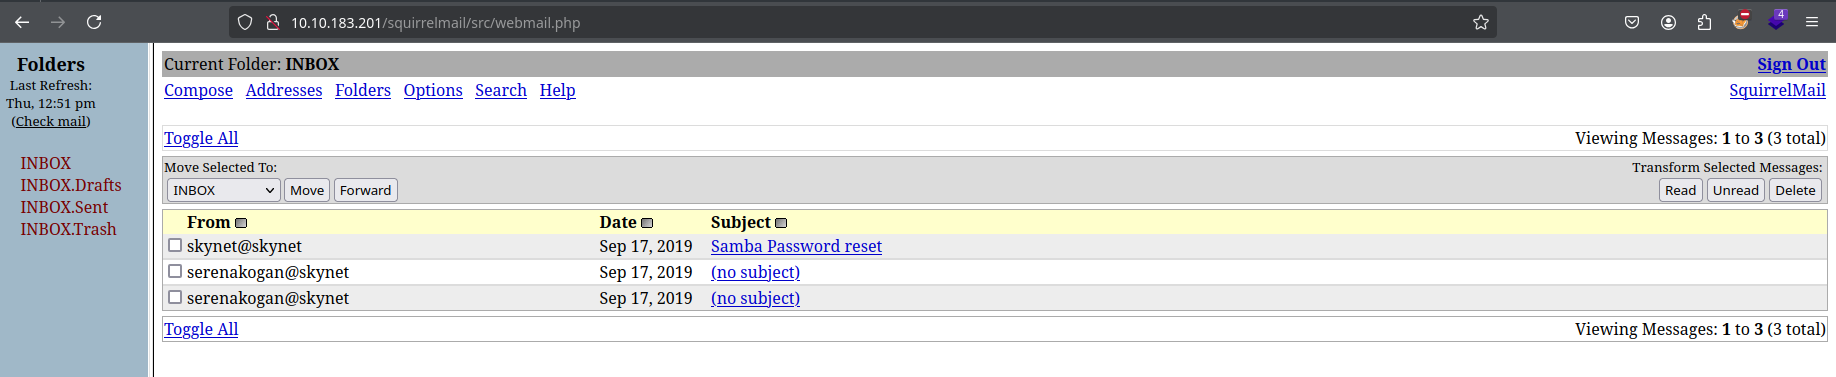 10.10.183.201/squirrelmail/src/webmail.php
4
Folders
Last Refresh:
Thu, 12:51 pm
(Check mail)
INBOX
INBOX.Drafts
INBOX.Sent
INBOX.Trash
Current Folder: INBOX Sign Out
Compose Addresses Folders Options Search Help SquirrelMail
Toggle All Viewing Messages: 1 to 3 (3 total)
Move Selected To: Transform Selected Messages:
INBOX Move Forward Read Unread Delete
From Date Subject
skynet@skynet Sep 17, 2019 Samba Password reset
serenakogan@skynet Sep 17, 2019 (no subject)
serenakogan@skynet Sep 17, 2019 (no subject)
Toggle All Viewing Messages: 1 to 3 (3 total)